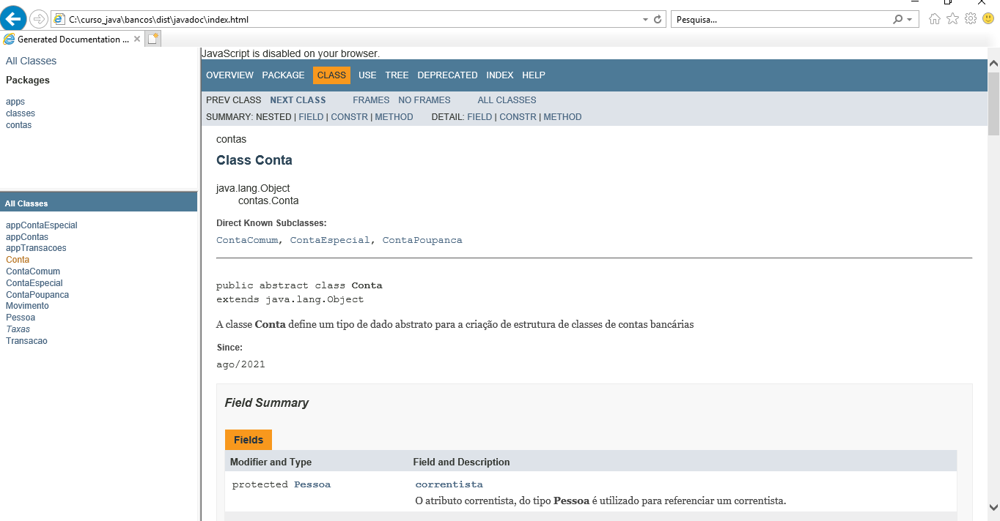 C:\curso_java\bancos\dist\javadoc\index.html
Pesquisa...
Generated Documentation ...
All Classes
Packages
apps
classes
contas
All Classes
appContaEspecial
appContas
appTransacoes
Conta
ContaComum
ContaEspecial
ContaPoupanca
Movimento
Pessoa
Taxas
Transacao
JavaScript is disabled on your browser.
OVERVIEW PACKAGE CLASS USE TREE DEPRECATED INDEX HELP
PREV CLASS NEXT CLASS FRAMES NO FRAMES ALL CLASSES
SUMMARY: NESTED | FIELD | CONSTR | METHOD DETAIL: FIELD | CONSTR | METHOD
contas
Class Conta
java.lang.Object
contas.Conta
Direct Known Subclasses:
ContaComum, ContaEspecial, ContaPoupanca
public abstract class Conta
extends java.lang.Object
A classe Conta define um tipo de dado abstrato para a criação de estrutura de classes de contas bancárias
Since:
ago/2021
Field Summary
Fields
Modifier and Type Field and Description
protected Pessoa correntista
O atributo correntista, do tipo Pessoa é utilizado para referenciar um correntista.